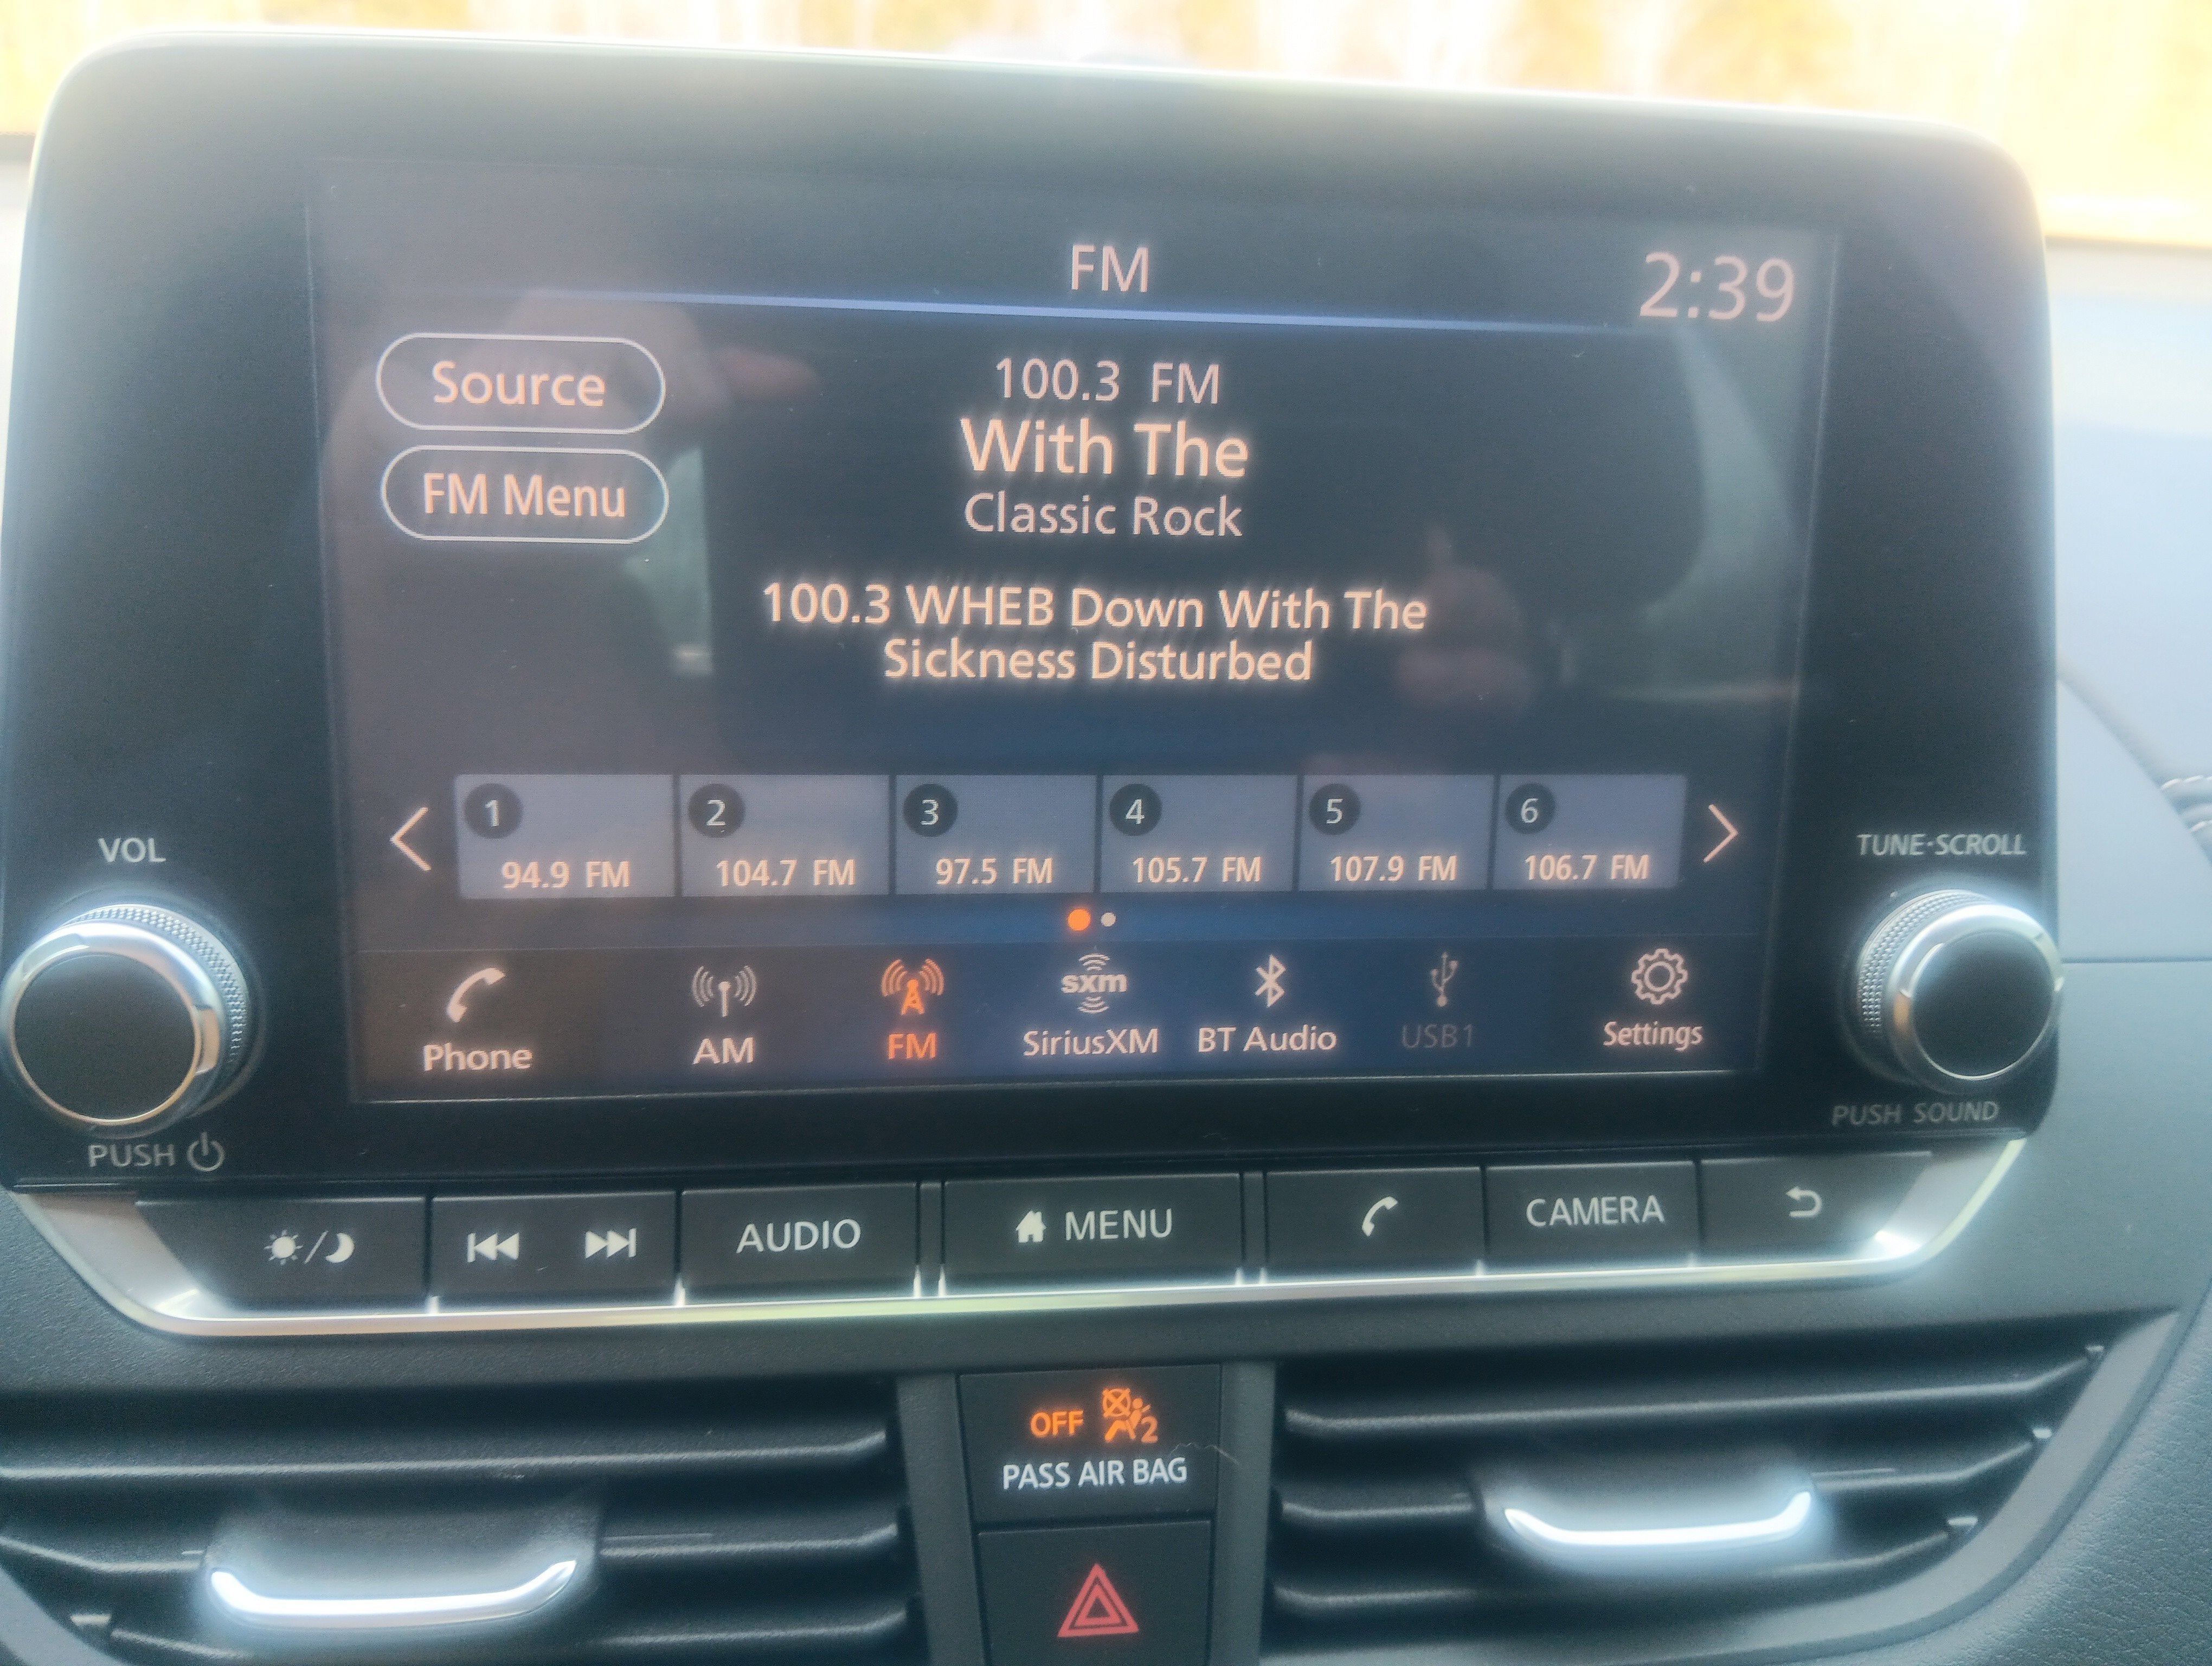 FM
2:39
Source
FM Menu
100.3 FM
With The
Classic Rock
100.3 WHEB Down With The
Sickness Disturbed
1
2
3
4
5
6
94.9 FM
104.7 FM
97.5 FM
105.7 FM
107.9 FM
106.7 FM
VOL
TUNE·SCROLL
sxm
Phone
AM
FM
SiriusXM
BT Audio
USB1
Settings
PUSH
PUSH SOUND
AUDIO
MENU
CAMERA
OFF
2
PASS AIR BAG